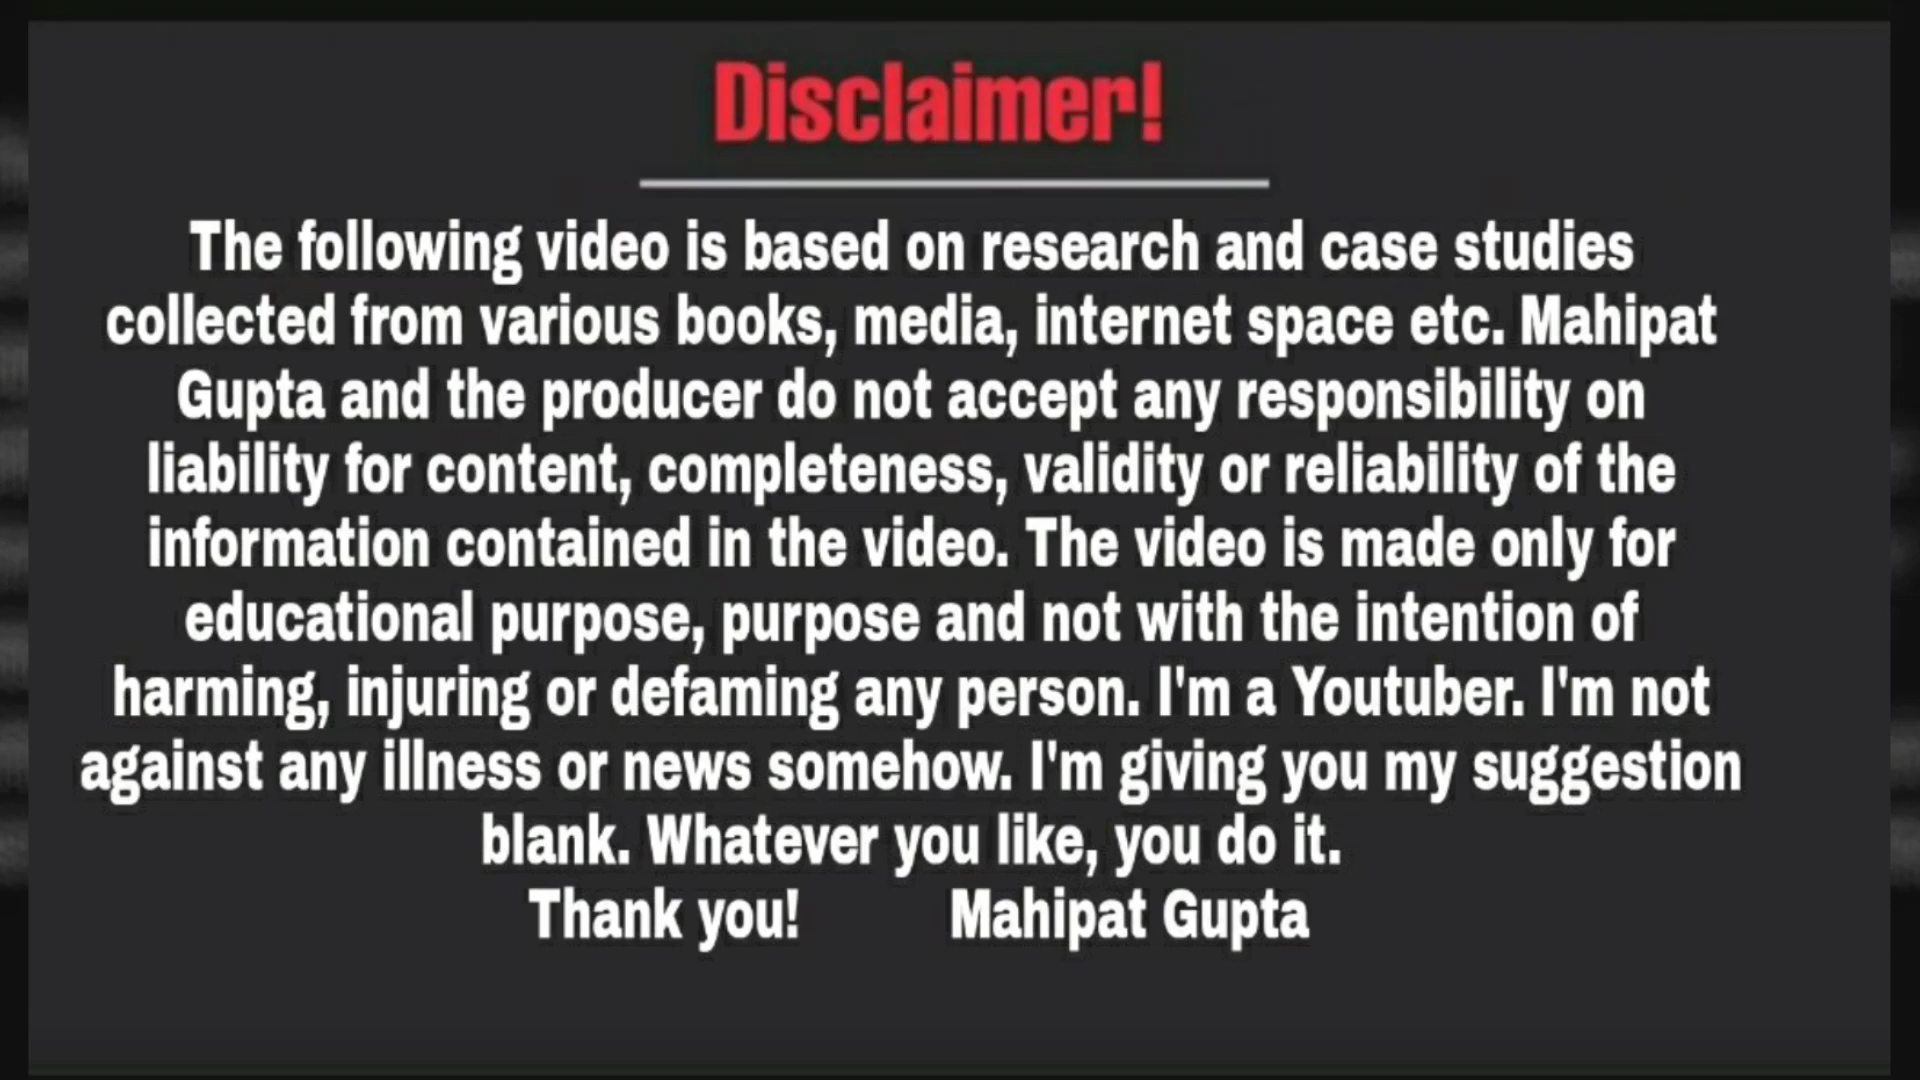 Disclaimer!
The following video is based on research and case studies
collected from various books, media, internet space etc. Mahipat
Gupta and the producer do not accept any responsibility on
liability for content, completeness, validity or reliability of the
information contained in the video. The video is made only for
educational purpose, purpose and not with the intention of
harming, injuring or defaming any person. I'm a Youtuber. I'm not
against any illness or news somehow. I'm giving you my suggestion
blank. Whatever you like, you do it.
Thank you! Mahipat Gupta